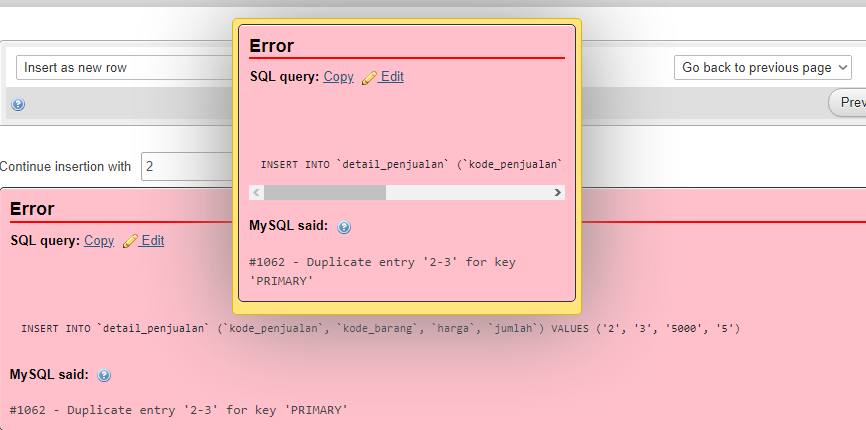 Insert as new row
Go back to previous page
Continue insertion with 2
Error
SQL query: Copy Edit
INSERT INTO `detail_penjualan` (`kode_penjualan`
MySQL said:
#1062 - Duplicate entry '2-3' for key
'PRIMARY'
Error
SQL query: Copy Edit
INSERT INTO `detail_penjualan` (`kode_penjualan`, `kode_barang`, `harga`, `jumlah`) VALUES ('2', '3', '5000', '5')
MySQL said:
#1062 - Duplicate entry '2-3' for key 'PRIMARY'